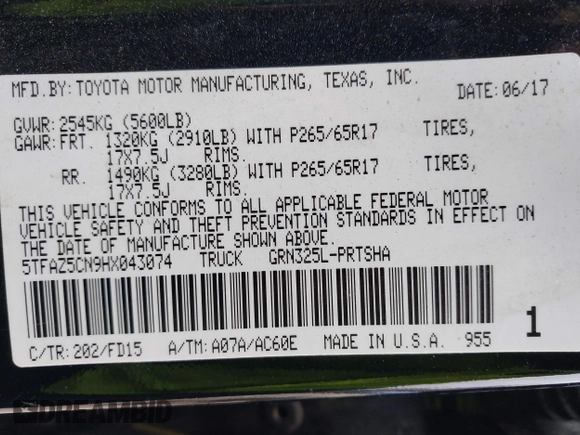 MFD.BY:TOYOTA MOTOR MANUFACTURING, TEXAS, INC.
DATE:06/17
GVWR:2545KG (5600LB)
GAWR:FRT. 1320KG (2910LB) WITH P265/65R17 TIRES,
17X7.5J RIMS.
RR. 1490KG (3280LB) WITH P265/65R17 TIRES,
17X7.5J RIMS.
THIS VEHICLE CONFORMS TO ALL APPLICABLE FEDERAL MOTOR
VEHICLE SAFETY AND THEFT PREVENTION STANDARDS IN EFFECT ON
THE DATE OF MANUFACTURE SHOWN ABOVE.
5TFAZ5CN9HX043074 TRUCK GRN325L-PRTSHA
1
C/TR:202/FD15 A/TM:A07A/AC60E MADE IN U.S.A. 955
DREAMBID